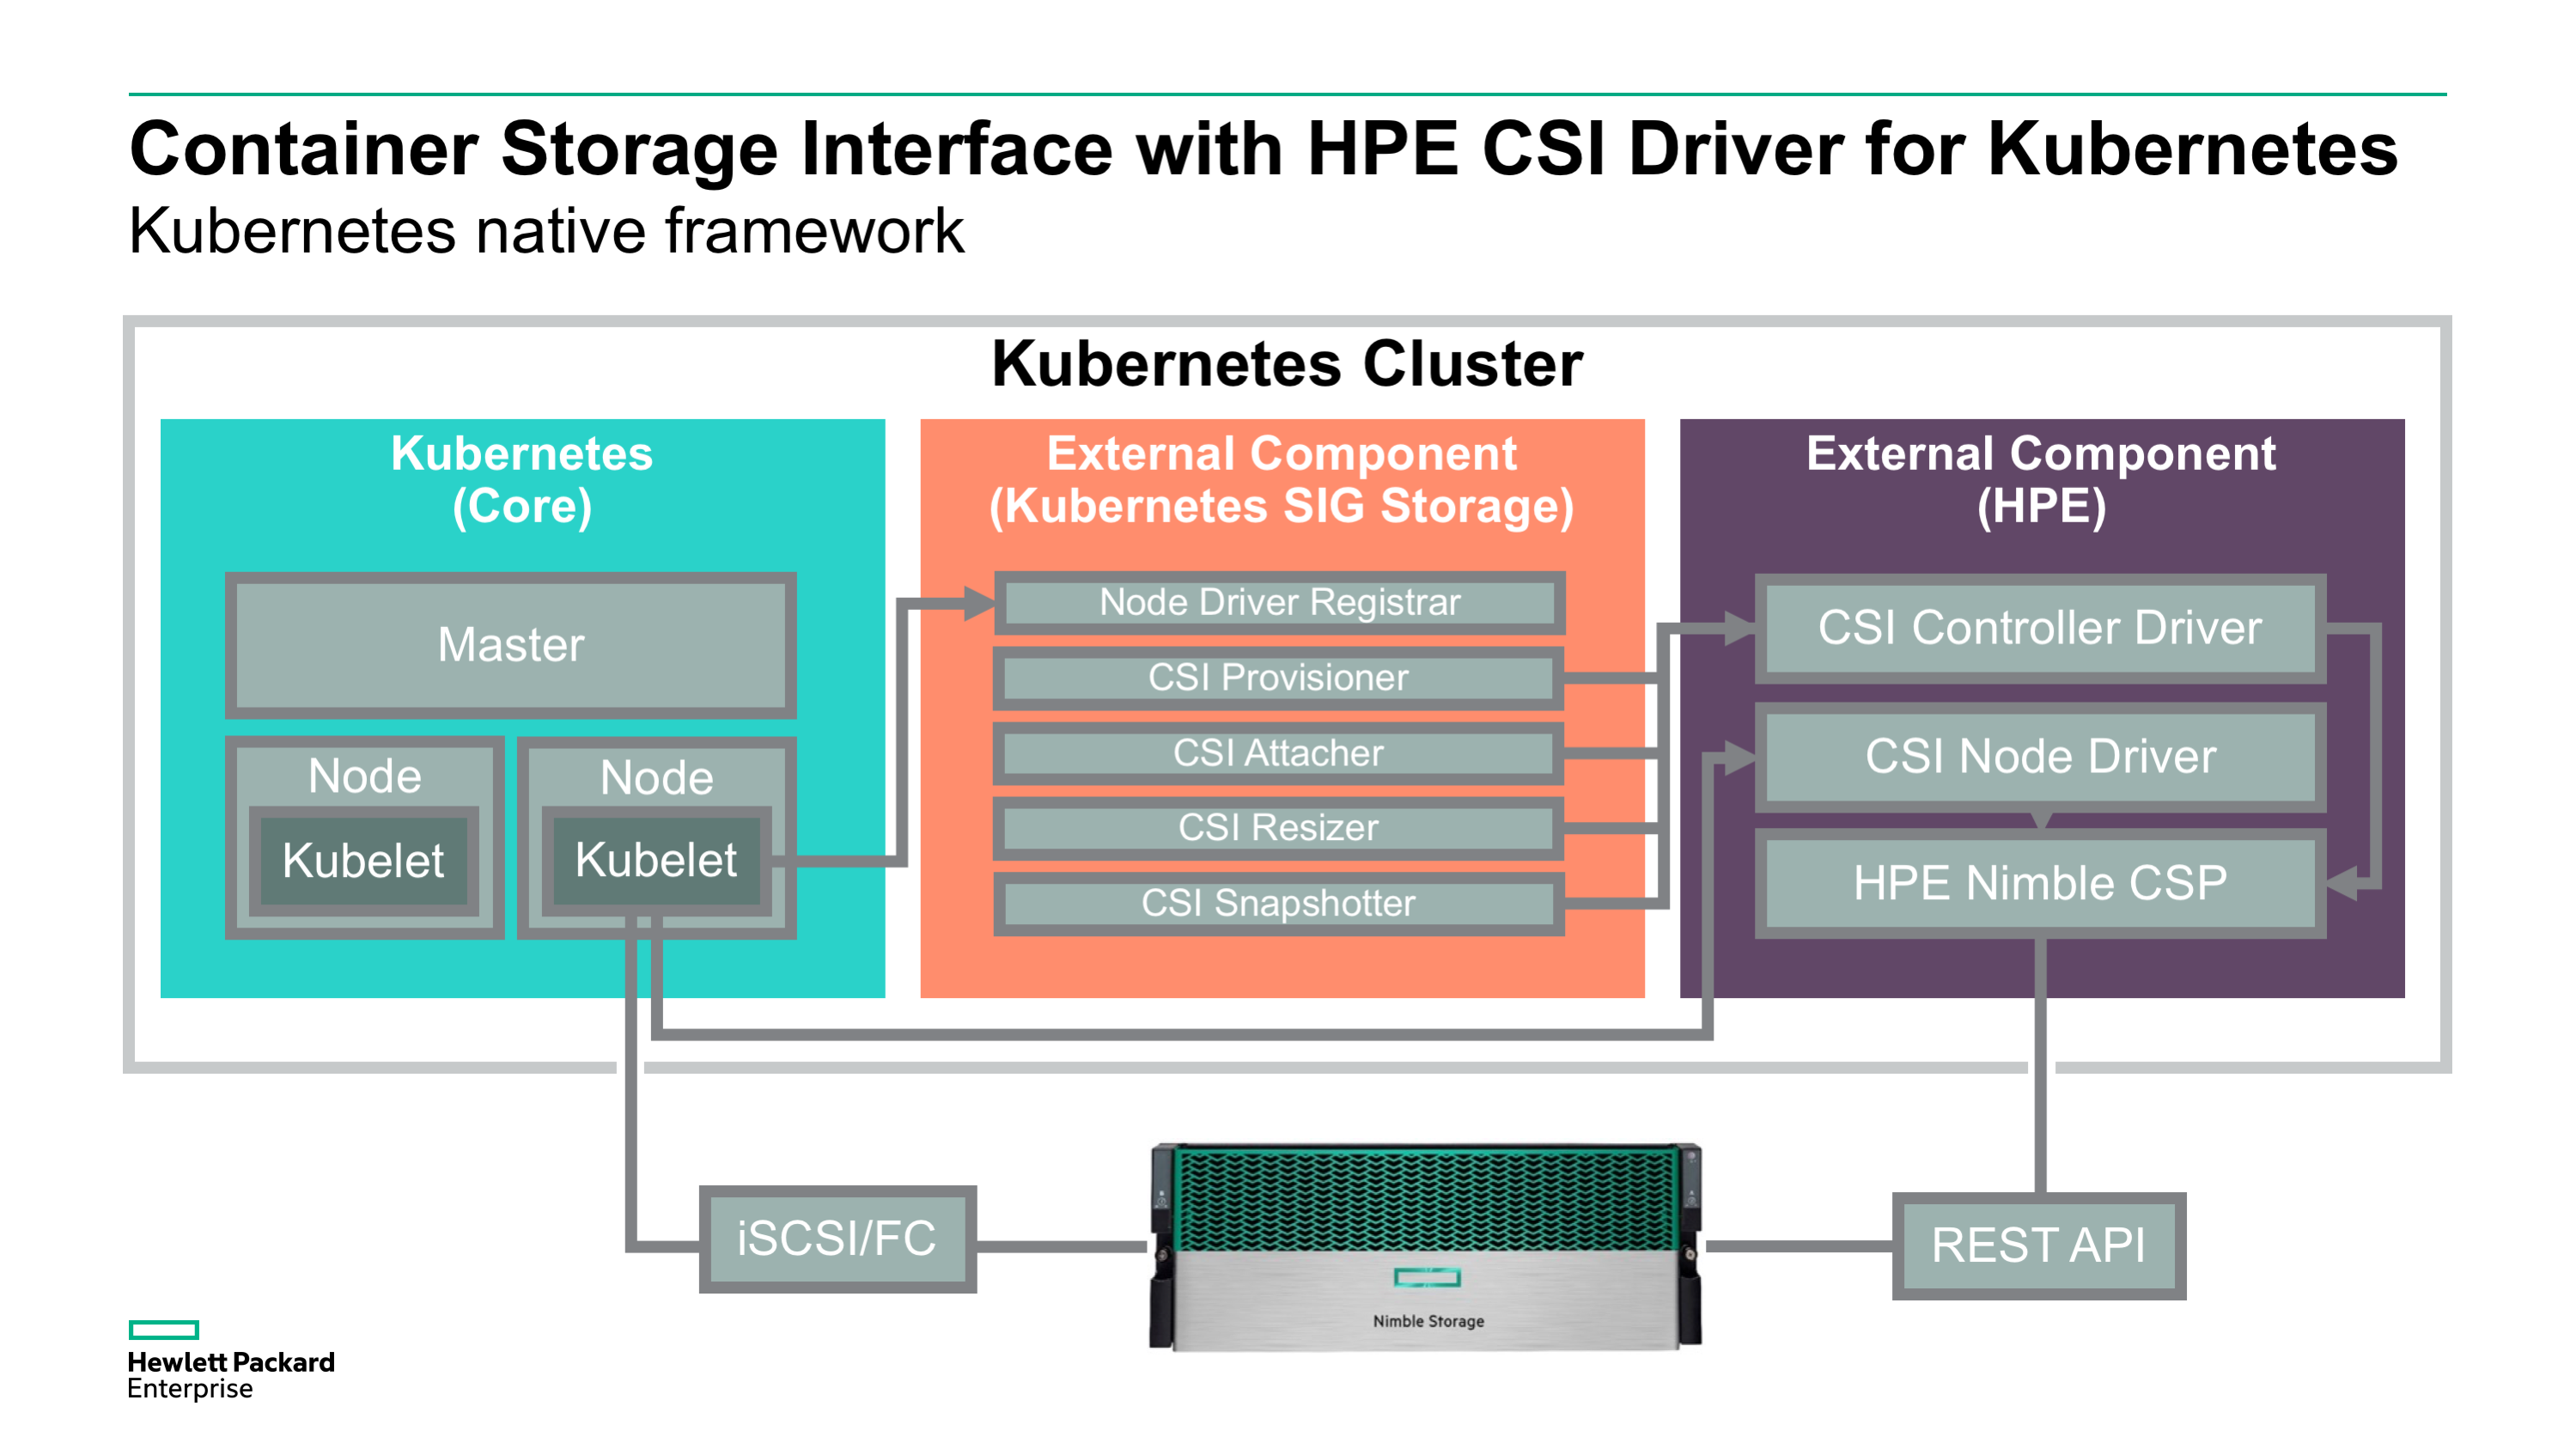 Container Storage Interface with HPE CSI Driver for Kubernetes
Kubernetes native framework
Kubernetes Cluster
Kubernetes
(Core)
Master
Node
Kubelet
Node
Kubelet
External Component
(Kubernetes SIG Storage)
Node Driver Registrar
CSI Provisioner
CSI Attacher
CSI Resizer
CSI Snapshotter
External Component
(HPE)
CSI Controller Driver
CSI Node Driver
HPE Nimble CSP
iSCSI/FC
Nimble Storage
REST API
Hewlett Packard
Enterprise